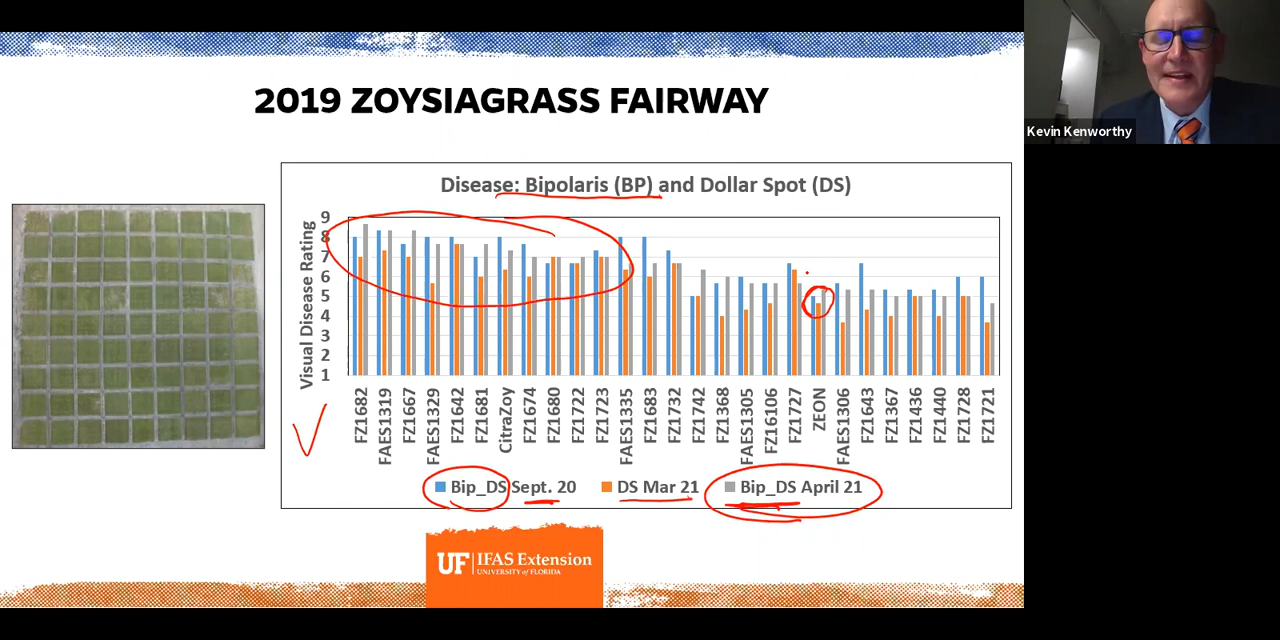 2019 ZOYSIAGRASS FAIRWAY
Kevin Kenworthy
Disease: Bipolaris (BP) and Dollar Spot (DS)
Visual Disease Rating
9
8
7
6
5
4
3
2
1
FZ1682
FAES1319
FZ1667
FAES1329
FZ1642
FZ1681
CitraZoy
FZ1674
FZ1680
FZ1722
FZ1723
FAES1335
FZ1683
FZ1732
FZ1742
FZ1368
FAES1305
FZ16106
FZ1727
ZEON
FAES1306
FZ1643
FZ1367
FZ1436
FZ1440
FZ1728
FZ1721
Bip_DS Sept. 20
DS Mar 21
Bip_DS April 21
UF IFAS Extension
UNIVERSITY of FLORIDA